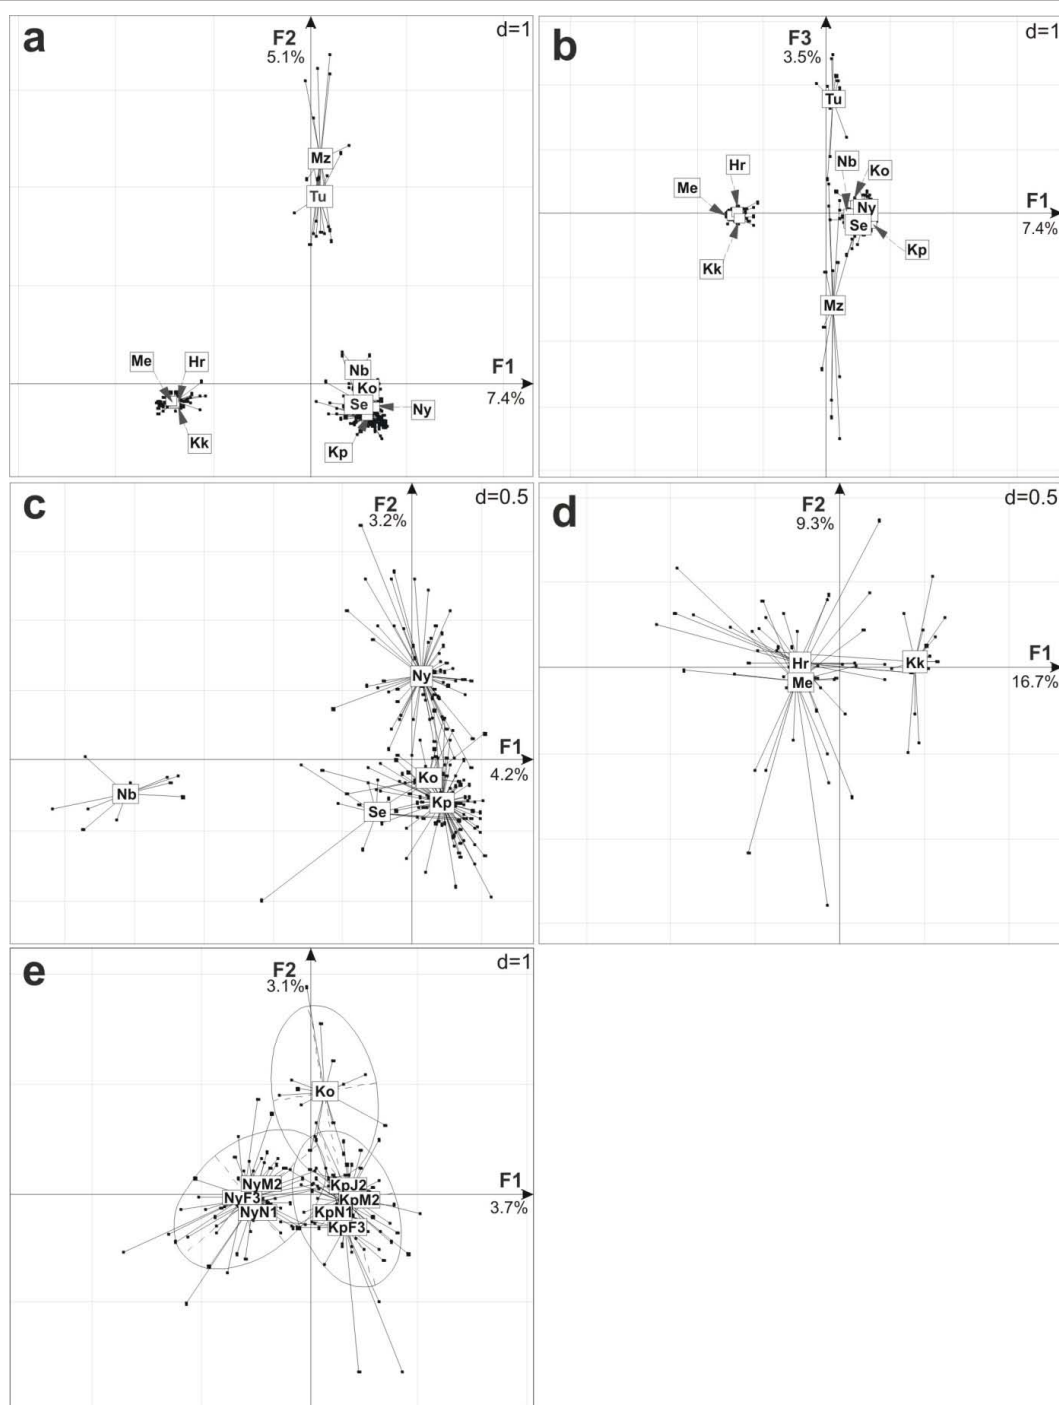 a
F2
5.1%
d=1
Mz
Tu
Me
Hr
Kk
Nb
Ko
Se
Ny
Kp
F1
7.4%
b
F3
3.5%
d=1
Tu
Nb
Ko
Hr
Me
Ny
Se
Kp
Kk
Mz
F1
7.4%
c
F2
3.2%
d=0.5
Ny
F1
4.2%
Ko
Nb
Kp
Se
d
F2
9.3%
d=0.5
Hr
Kk
Me
F1
16.7%
e
F2
3.1%
d=1
Ko
NyM2
KpJ2
NyF3
KpM2
NyN1
KpN1
KpF3
F1
3.7%